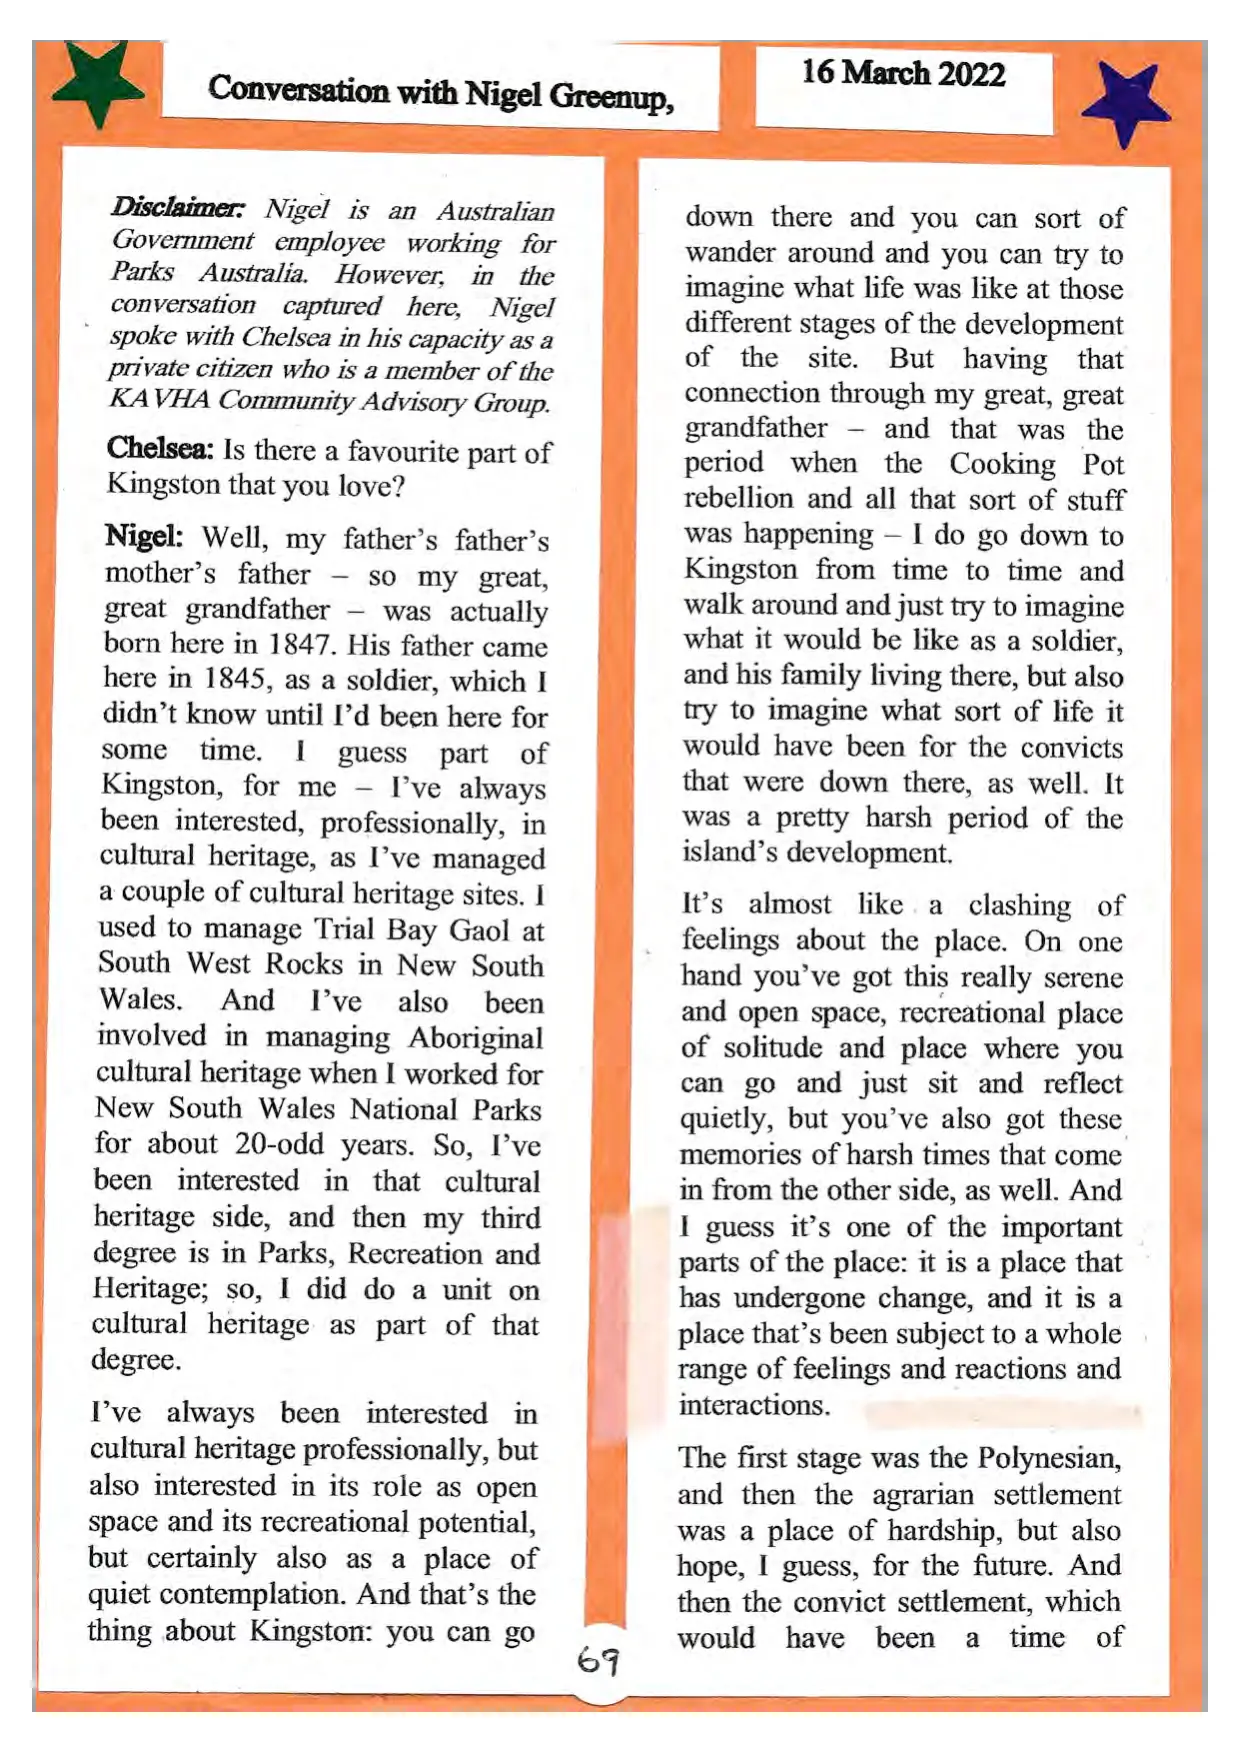 Conversation with Nigel Greenup,
16 March 2022
Disclaimer: Nigel is an Australian
Government employee working for
Parks Australia. However, in the
conversation captured here, Nigel
spoke with Chelsea in his capacity as a
private citizen who is a member of the
KAVHA Community Advisory Group.
Chelsea: Is there a favourite part of
Kingston that you love?
Nigel: Well, my father's father's
mother's father – so my great,
great grandfather – was actually
born here in 1847. His father came
here in 1845, as a soldier, which I
didn't know until I'd been here for
some time. I guess part of
Kingston, for me – I've always
been interested, professionally, in
cultural heritage, as I've managed
a couple of cultural heritage sites. I
used to manage Trial Bay Gaol at
South West Rocks in New South
Wales. And I've also been
involved in managing Aboriginal
cultural heritage when I worked for
New South Wales National Parks
for about 20-odd years. So, I've
been interested in that cultural
heritage side, and then my third
degree is in Parks, Recreation and
Heritage; so, I did do a unit on
cultural heritage as part of that
degree.
I've always been interested in
cultural heritage professionally, but
also interested in its role as open
space and its recreational potential,
but certainly also as a place of
quiet contemplation. And that's the
thing about Kingston: you can go
down there and you can sort of
wander around and you can try to
imagine what life was like at those
different stages of the development
of the site. But having that
connection through my great, great
grandfather – and that was the
period when the Cooking Pot
rebellion and all that sort of stuff
was happening – I do go down to
Kingston from time to time and
walk around and just try to imagine
what it would be like as a soldier,
and his family living there, but also
try to imagine what sort of life it
would have been for the convicts
that were down there, as well. It
was a pretty harsh period of the
island's development.
It's almost like a clashing of
feelings about the place. On one
hand you've got this really serene
and open space, recreational place
of solitude and place where you
can go and just sit and reflect
quietly, but you've also got these
memories of harsh times that come
in from the other side, as well. And
I guess it's one of the important
parts of the place: it is a place that
has undergone change, and it is a
place that's been subject to a whole
range of feelings and reactions and
interactions.
The first stage was the Polynesian,
and then the agrarian settlement
was a place of hardship, but also
hope, I guess, for the future. And
then the convict settlement, which
would have been a time of
69